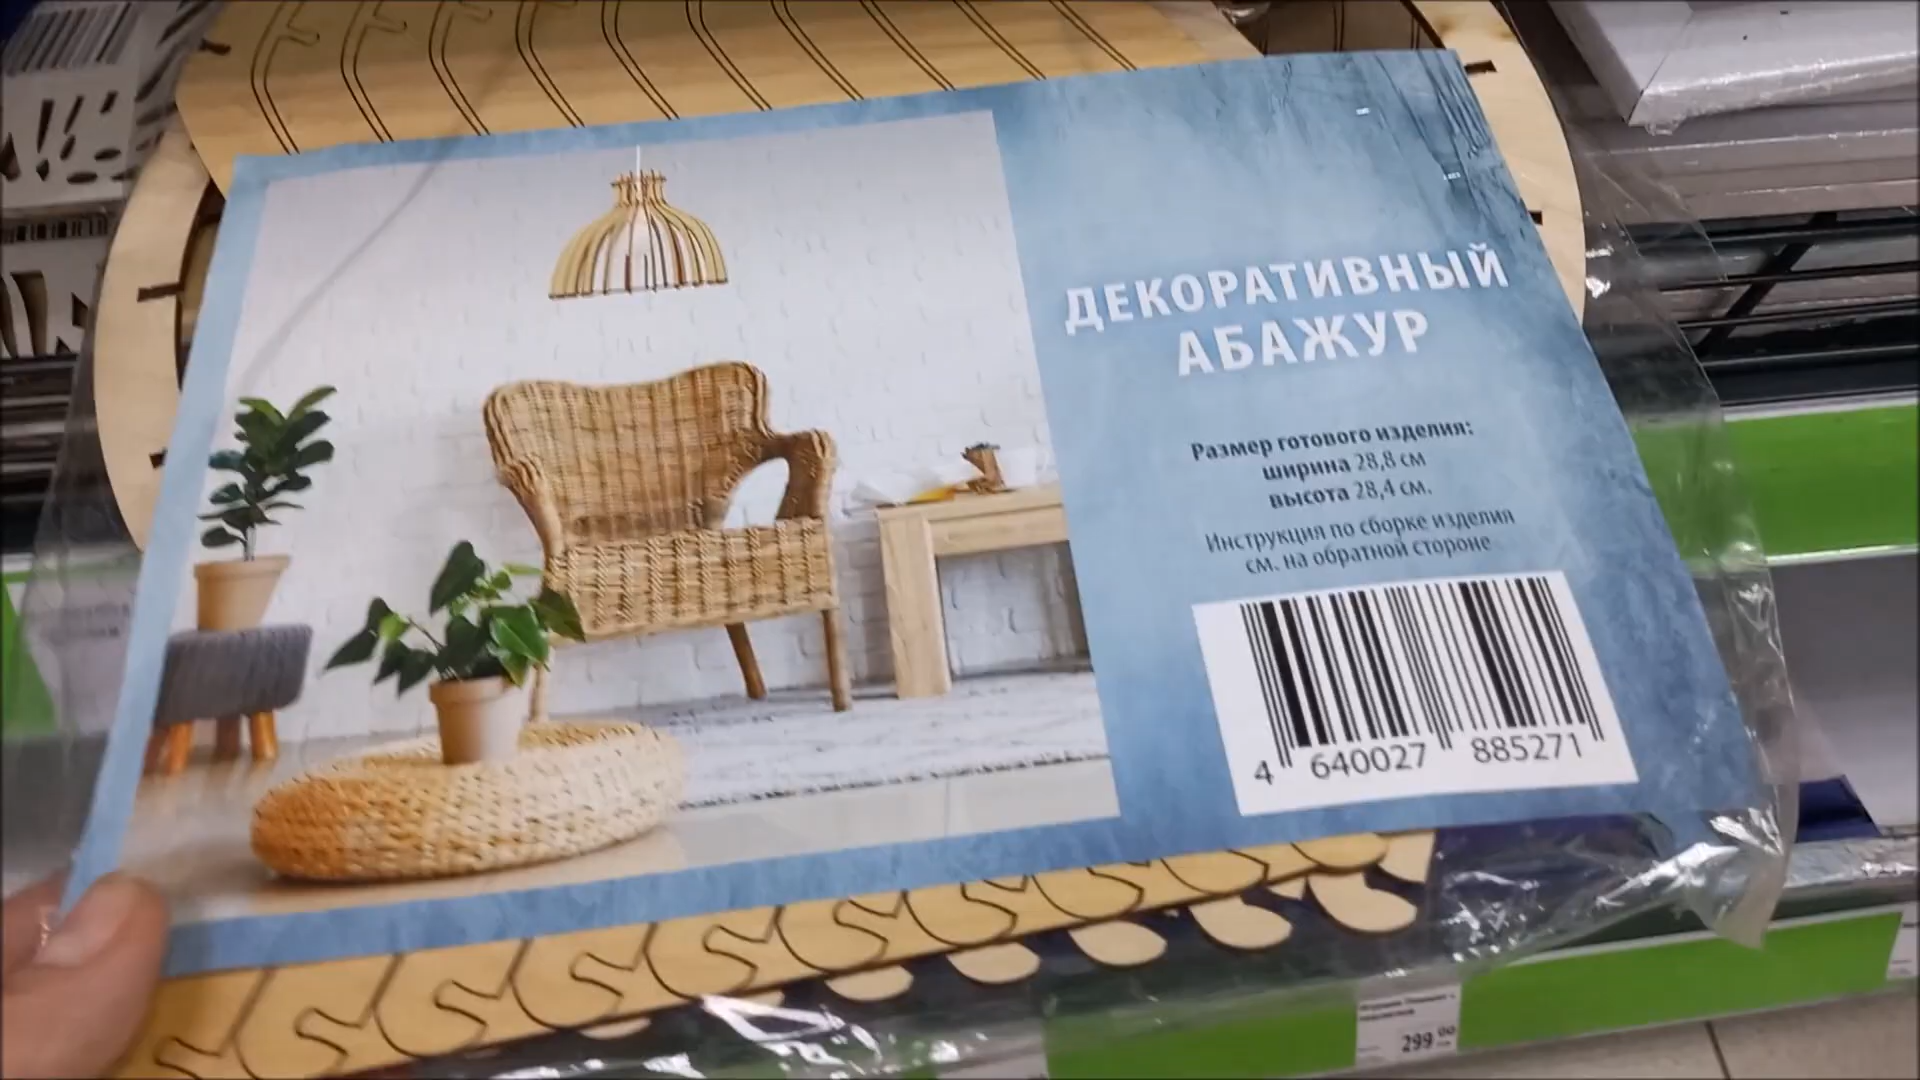 ДЕКОРАТИВНЫЙ
АБАЖУР
Размер готового изделия:
ширина 28,8 см
высота 28,4 см.
Инструкция по сборке изделия
см. на обратной стороне
4 640027 885271
299 00